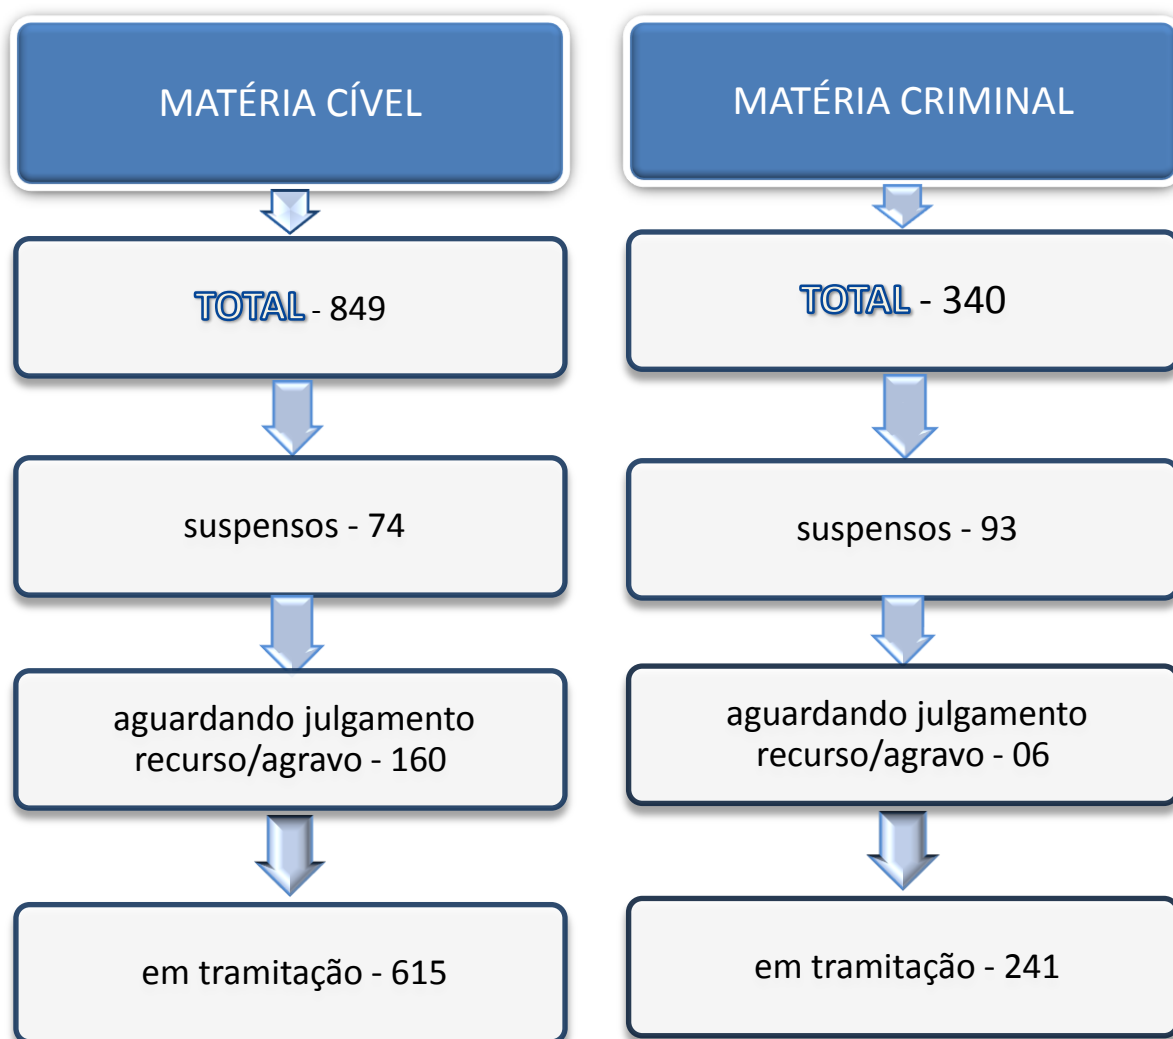 MATÉRIA CÍVEL
TOTAL - 849
suspensos - 74
aguardando julgamento
recurso/agravo - 160
em tramitação - 615
MATÉRIA CRIMINAL
TOTAL - 340
suspensos - 93
aguardando julgamento
recurso/agravo - 06
em tramitação - 241